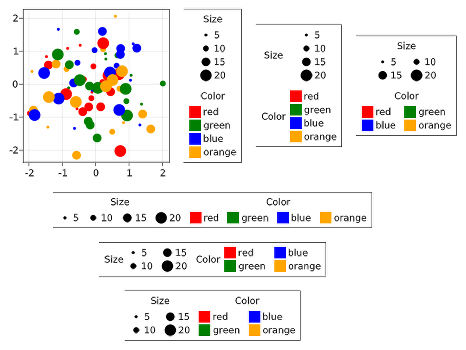 2
1
0
-1
-2
-2 -1 0 1 2
Size
5
10
15
20
Color
red
green
blue
orange
Size
5
10
15
20
Color
red
green
blue
orange
Size
5 10
15 20
Color
red green
blue orange
Size Color
5 10 15 20 red green blue orange
Size 5 15 Color red blue
10 20 green orange
Size Color
5 15 red blue
10 20 green orange